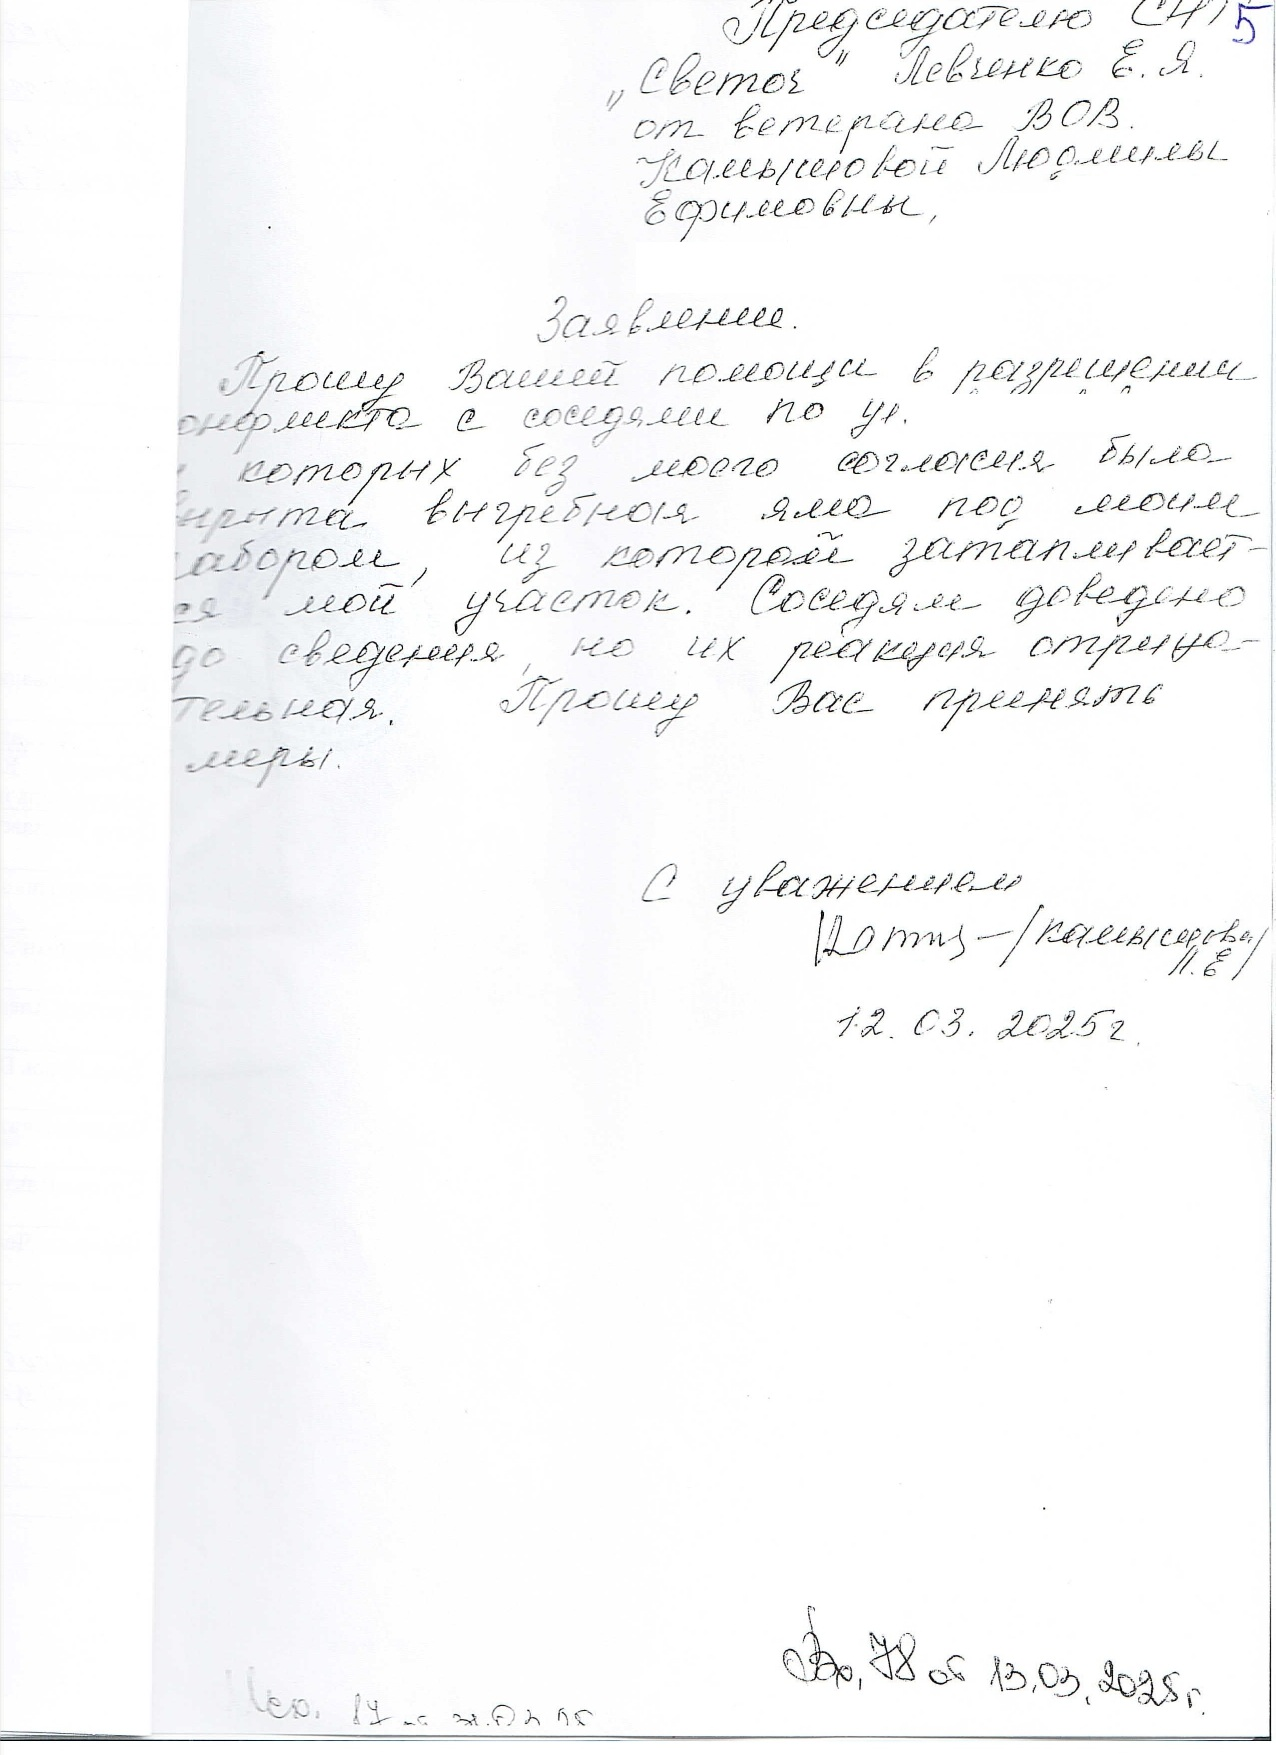 Председателю СНТ
5
„Светоч" Левченко Е. Я.
от ветерана ВОВ.
Камышовой Людмилы
Ефимовны,
Заявление.
Прошу Вашей помощи в разрешении
онфликта с соседями по ул.
которых без моего согласия была
вырыта выгребная яма под моим
забором, из которой затапливает-
ся мой участок. Соседям доведено
до сведения, но их реакция отрица-
тельная. Прошу Вас принять
меры.
С уважением
/Камышова/
Л. Е/
12. 03. 2025г.
Вх, 78 от 13.03.2025г.
Исх.